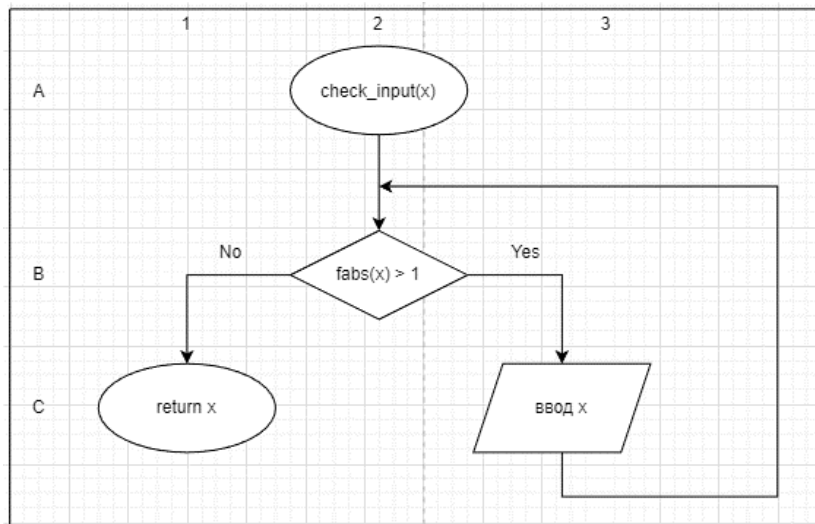 1
2
3
A
check_input(x)
No
Yes
B
fabs(x) > 1
C
return x
ввод x